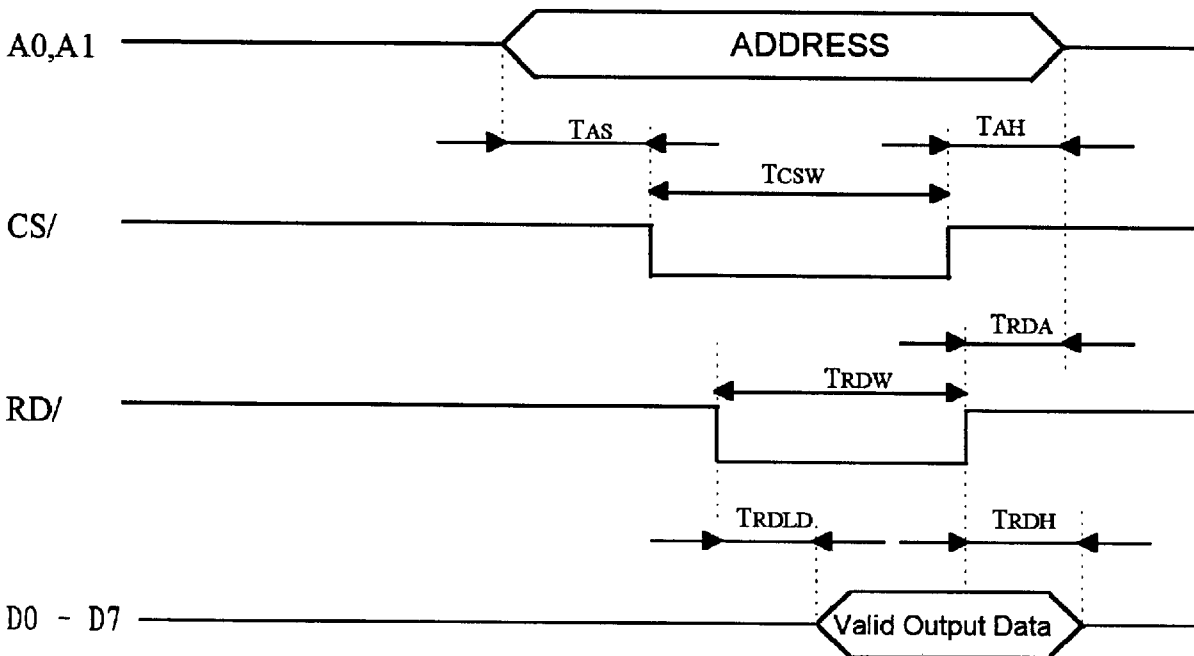 A0,A1
ADDRESS
TAS
TAH
TCSW
CS/
TRDA
TRDW
RD/
TRDLD
TRDH
D0 - D7
Valid Output Data